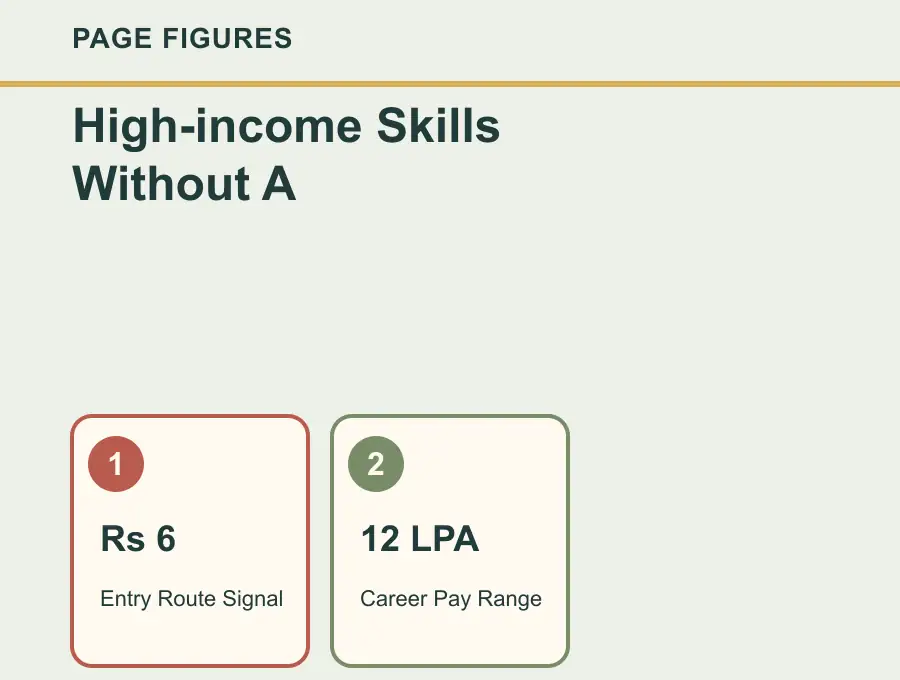 PAGE FIGURES
High-income Skills
Without A
1
Rs 6
Entry Route Signal
2
12 LPA
Career Pay Range